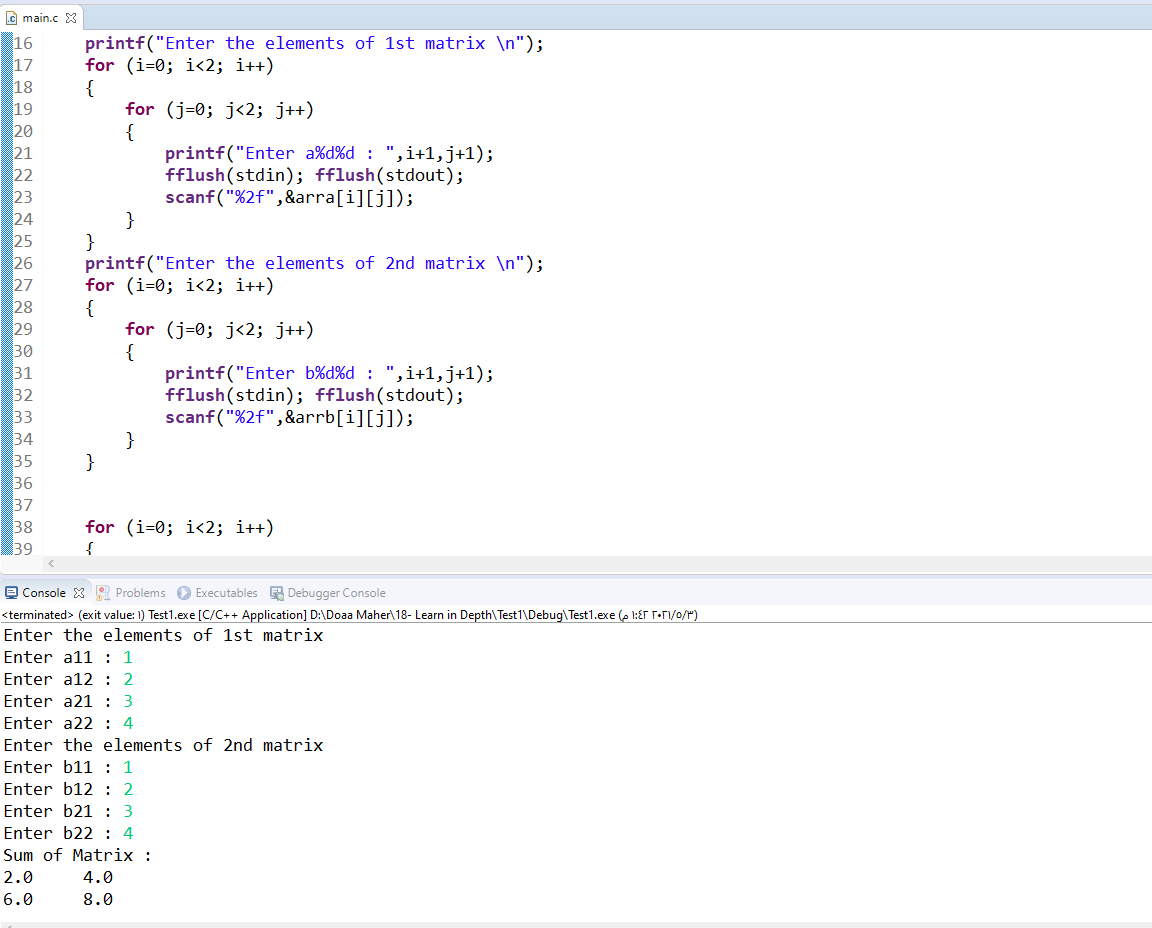 main.c
16 printf("Enter the elements of 1st matrix \n");
17 for (i=0; i<2; i++)
18 {
19 for (j=0; j<2; j++)
20 {
21 printf("Enter a%d%d : ",i+1,j+1);
22 fflush(stdin); fflush(stdout);
23 scanf("%2f",&arra[i][j]);
24 }
25 }
26 printf("Enter the elements of 2nd matrix \n");
27 for (i=0; i<2; i++)
28 {
29 for (j=0; j<2; j++)
30 {
31 printf("Enter b%d%d : ",i+1,j+1);
32 fflush(stdin); fflush(stdout);
33 scanf("%2f",&arrb[i][j]);
34 }
35 }
36
37
38 for (i=0; i<2; i++)
39 {
Console Problems Executables Debugger Console
<terminated> (exit value: ١) Test1.exe [C/C++ Application] D:\Doaa Maher\18- Learn in Depth\Test1\Debug\Test1.exe (٢٠٢١/٥/٣ ١:٤٢ م)
Enter the elements of 1st matrix
Enter a11 : 1
Enter a12 : 2
Enter a21 : 3
Enter a22 : 4
Enter the elements of 2nd matrix
Enter b11 : 1
Enter b12 : 2
Enter b21 : 3
Enter b22 : 4
Sum of Matrix :
2.0 4.0
6.0 8.0